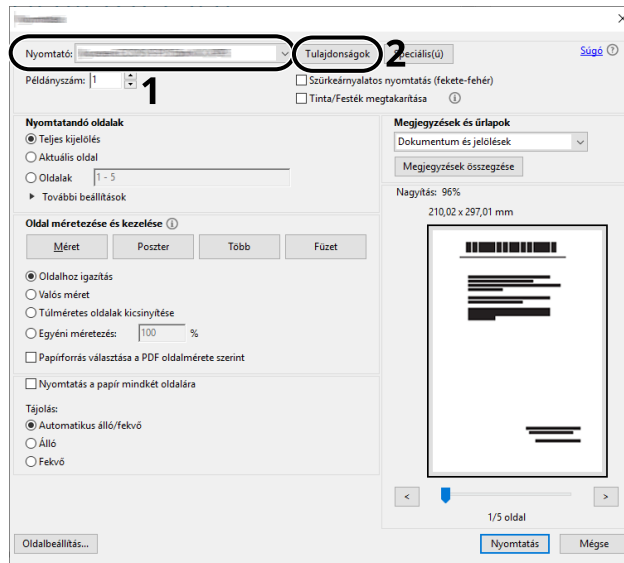 Nyomtató:
Tulajdonságok
2
Speciális(ú)
Súgó
Példányszám: 1
1
Szürkeárnyalatos nyomtatás (fekete-fehér)
Tinta/Festék megtakarítása
Nyomtatandó oldalak
Teljes kijelölés
Aktuális oldal
Oldalak 1 - 5
További beállítások
Oldal méretezése és kezelése
Méret Poszter Több Füzet
Oldalhoz igazítás
Valós méret
Túlméretes oldalak kicsinyítése
Egyéni méretezés: 100 %
Papírforrás választása a PDF oldalmérete szerint
Nyomtatás a papír mindkét oldalára
Tájolás:
Automatikus álló/fekvő
Álló
Fekvő
Megjegyzések és űrlapok
Dokumentum és jelölések
Megjegyzések összegzése
Nagyítás: 96%
210,02 x 297,01 mm
< >
1/5 oldal
Oldalbeállítás...
Nyomtatás Mégse